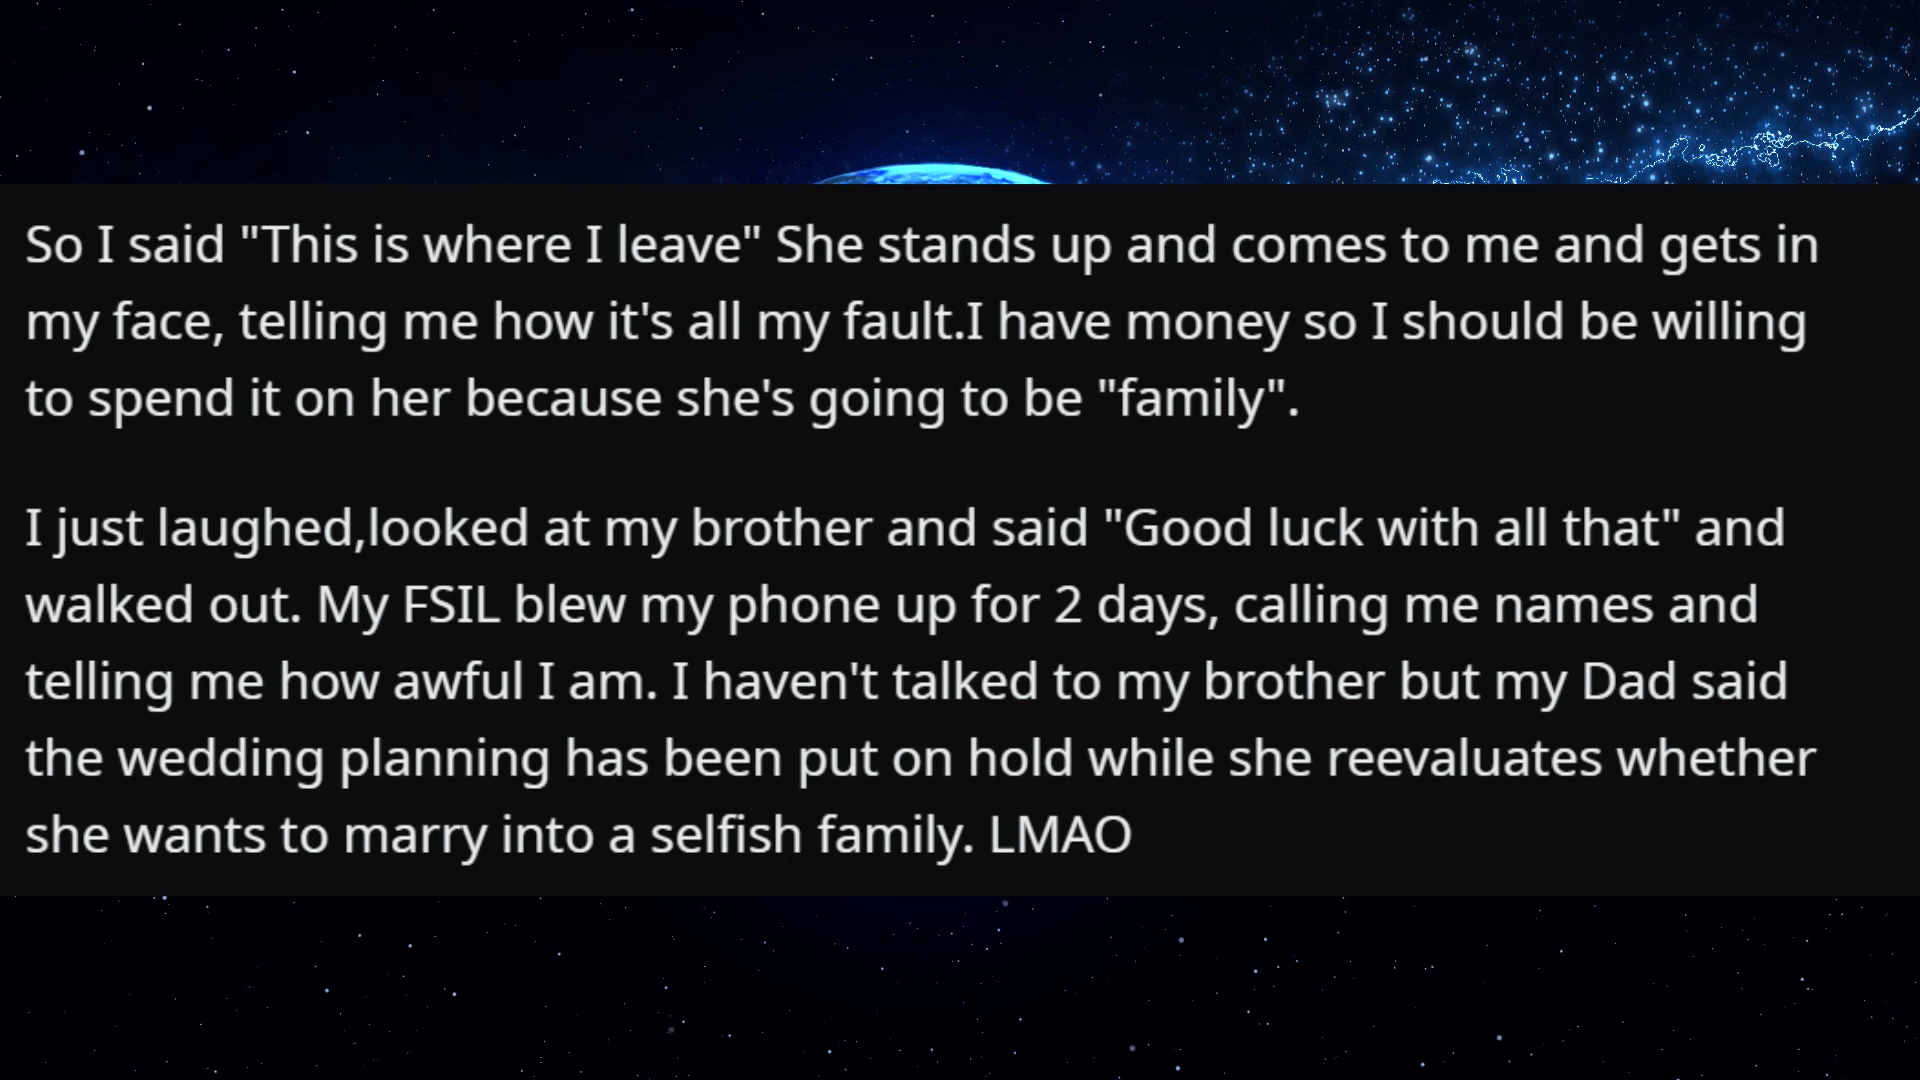 So I said "This is where I leave" She stands up and comes to me and gets in
my face, telling me how it's all my fault.I have money so I should be willing
to spend it on her because she's going to be "family".
I just laughed,looked at my brother and said "Good luck with all that" and
walked out. My FSIL blew my phone up for 2 days, calling me names and
telling me how awful I am. I haven't talked to my brother but my Dad said
the wedding planning has been put on hold while she reevaluates whether
she wants to marry into a selfish family. LMAO